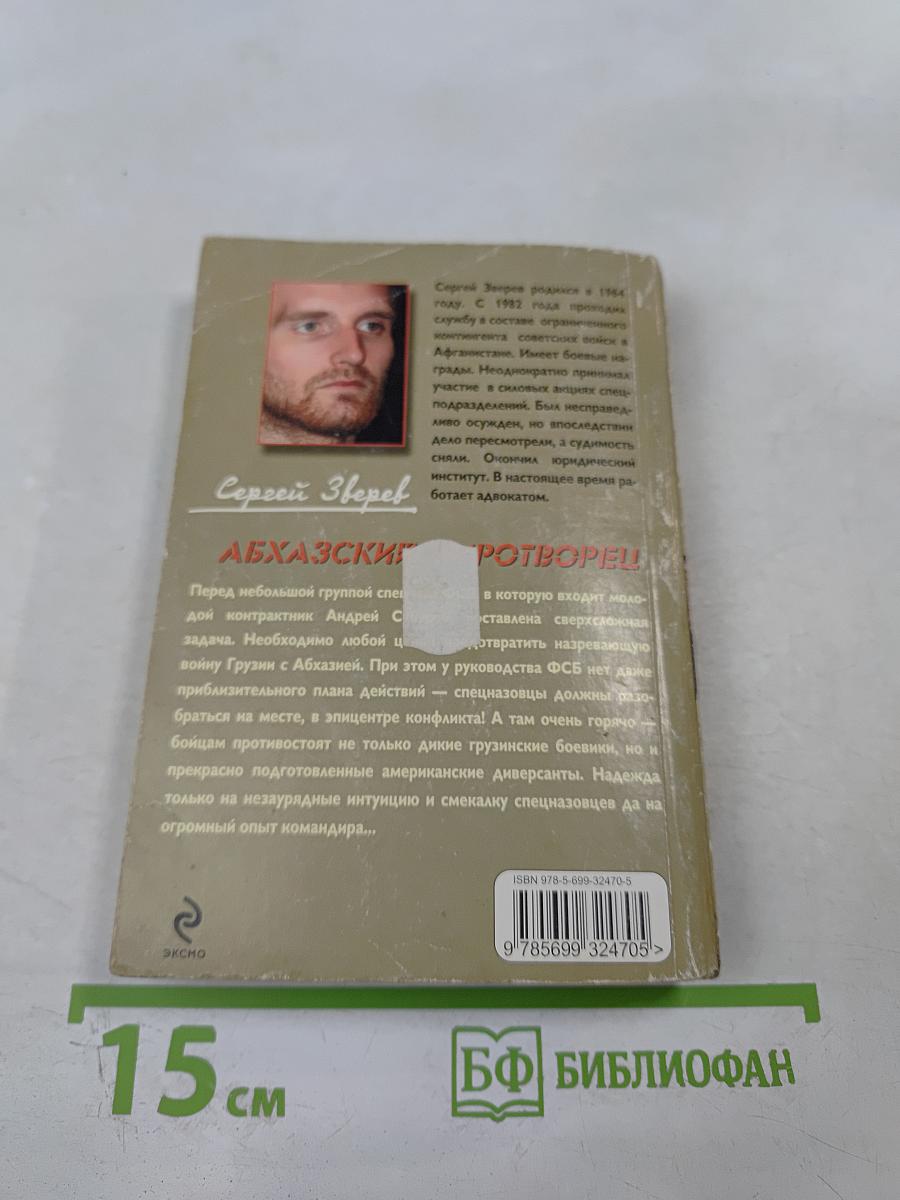 Сергей Зверев родился в 1964
году. С 1982 года проходил
службу в составе ограниченного
контингента советских войск в
Афганистане. Имеет боевые на-
грады. Неоднократно принимал
участие в силовых акциях спец-
подразделений. Был несправед-
ливо осужден, но впоследствии
дело пересмотрели, а судимость
сняли. Окончил юридический
институт. В настоящее время ра-
ботает адвокатом.
Сергей Зверев
АБХАЗСКИЙ РОТВОРЕЦ
Перед небольшой группой в которую входит моло-
дой контрактник Андрей оставлена сверхсложная
задача. Необходимо любой отвратить назревающую
войну Грузии с Абхазией. При этом у руководства ФСБ нет даже
приблизительного плана действий — спецназовцы должны разо-
браться на месте, в эпицентре конфликта! А там очень горячо —
бойцам противостоят не только дикие грузинские боевики, но и
прекрасно подготовленные американские диверсанты. Надежда
только на незаурядные интуицию и смекалку спецназовцев да на
огромный опыт командира...
ISBN 978-5-699-32470-5
9 785699 324705 >
ЭКСМО
15 см
БФ БИБЛИОФАН